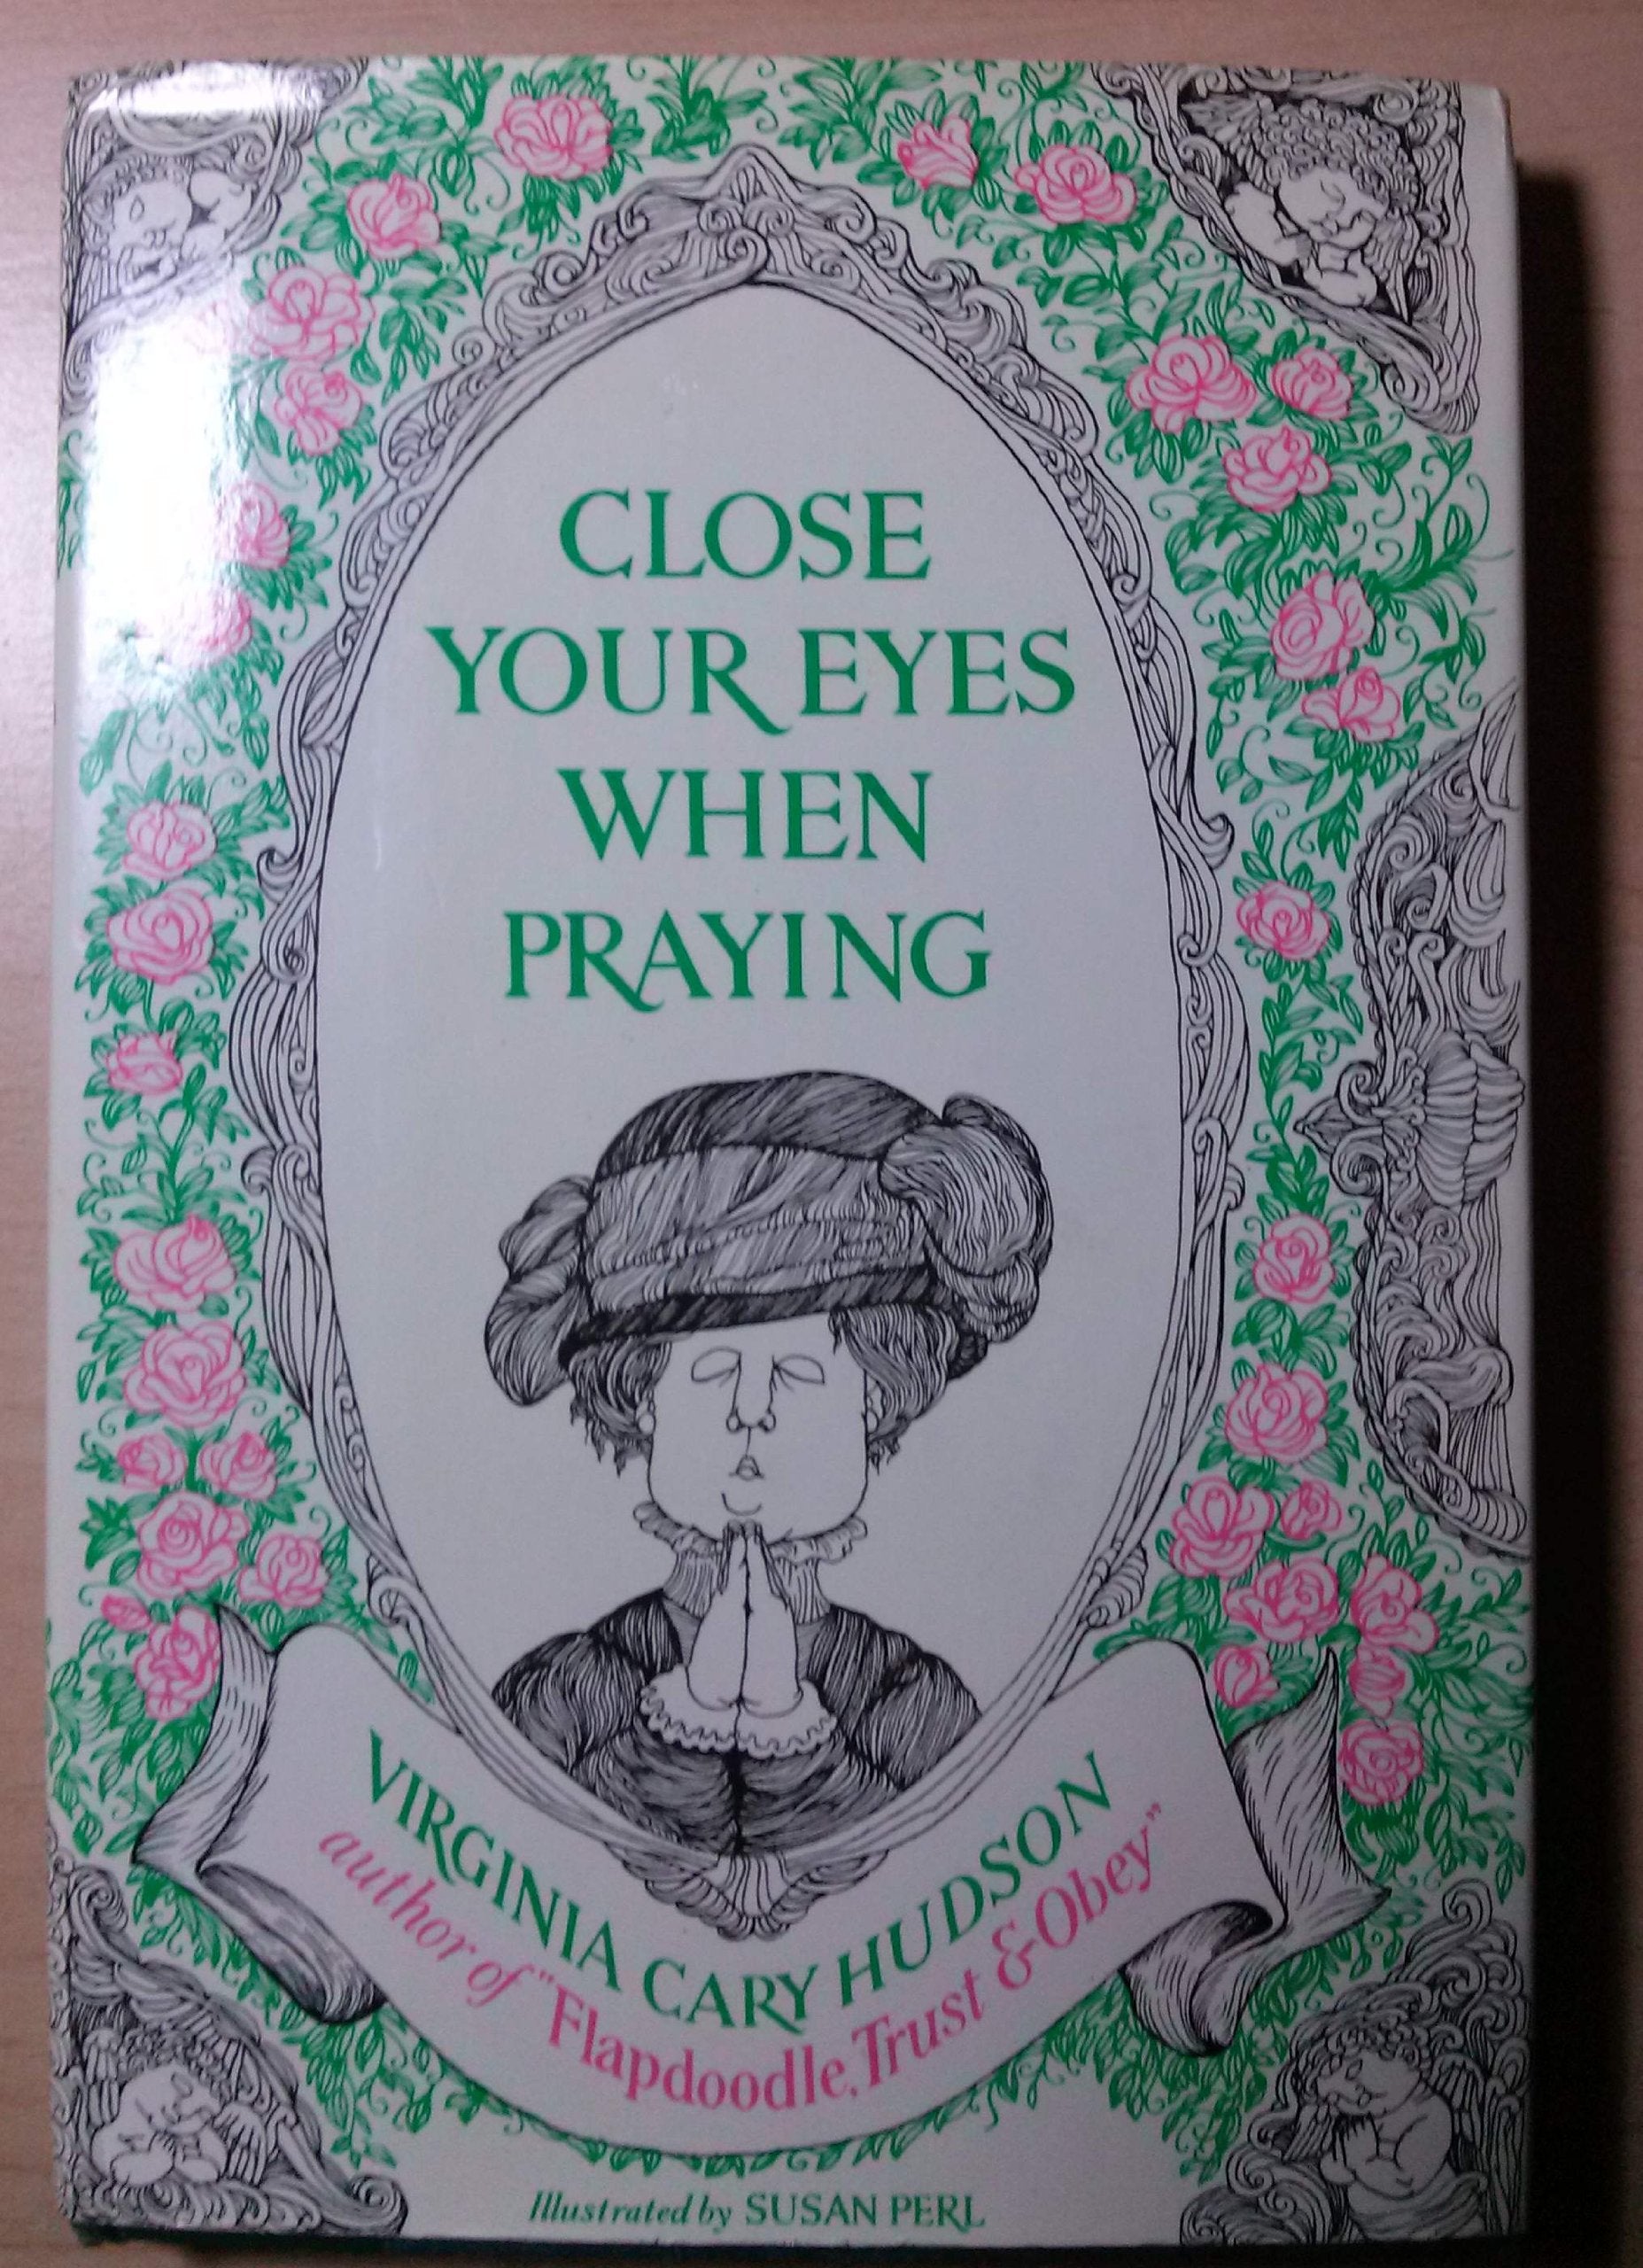 CLOSE
YOUR EYES
WHEN
PRAYING
VIRGINIA CARY HUDSON
author of "Flapdoodle, Trust & Obey"
Illustrated by SUSAN PERL